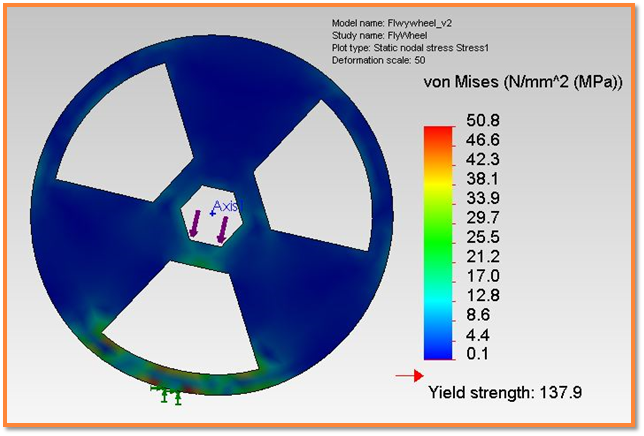 Model name: Flwywheel_v2
Study name: FlyWheel
Plot type: Static nodal stress Stress1
Deformation scale: 50
von Mises (N/mm^2 (MPa))
50.8
46.6
42.3
38.1
33.9
29.7
25.5
21.2
17.0
12.8
8.6
4.4
0.1
Yield strength: 137.9
Axis